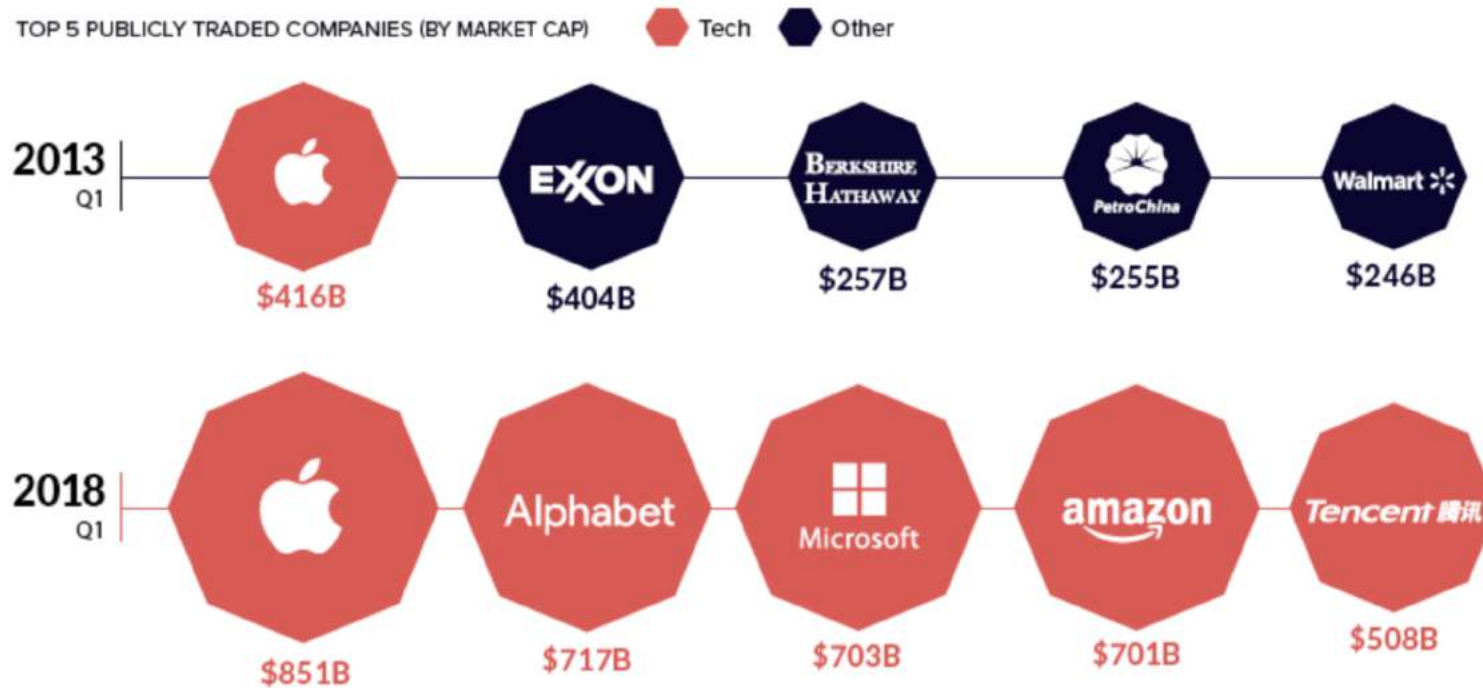 TOP 5 PUBLICLY TRADED COMPANIES (BY MARKET CAP) Tech Other
2013
Q1
EXXON
BERKSHIRE
HATHAWAY
PetroChina
Walmart
$416B
$404B
$257B
$255B
$246B
2018
Q1
Alphabet
Microsoft
amazon
Tencent 腾讯
$851B
$717B
$703B
$701B
$508B